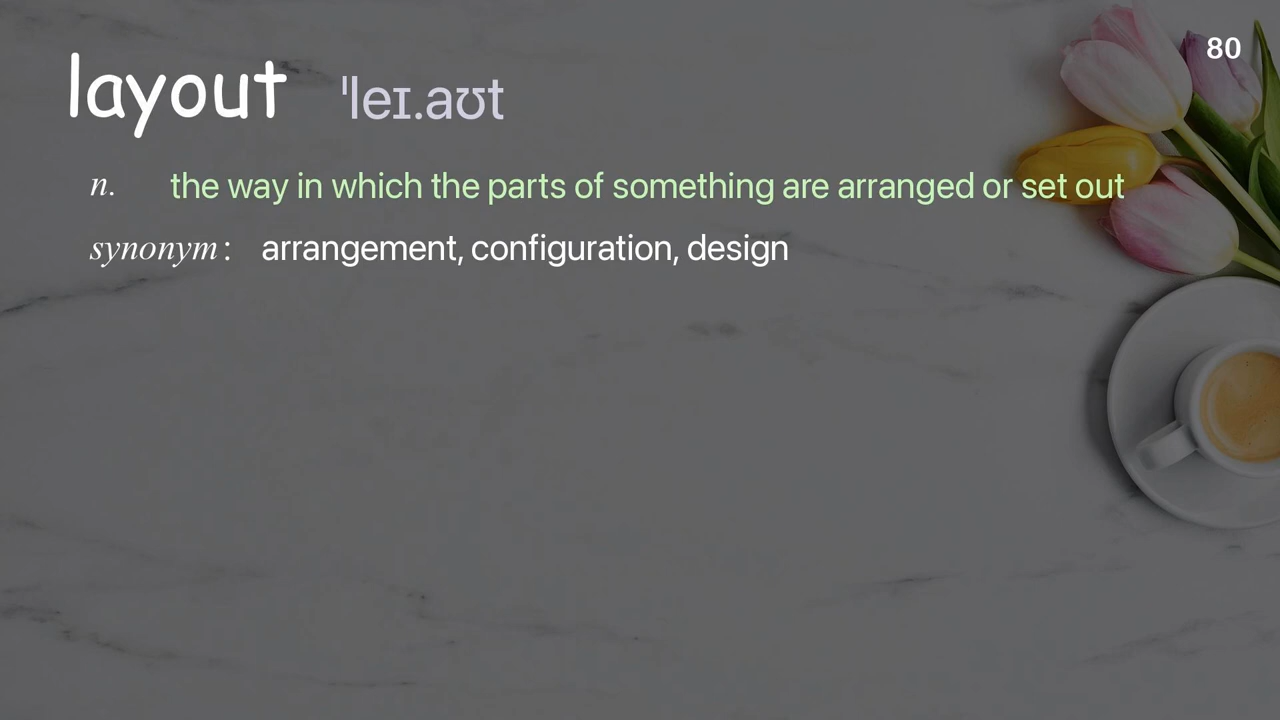 80
layout ˈleɪ.aʊt
n. the way in which the parts of something are arranged or set out
synonym: arrangement, configuration, design